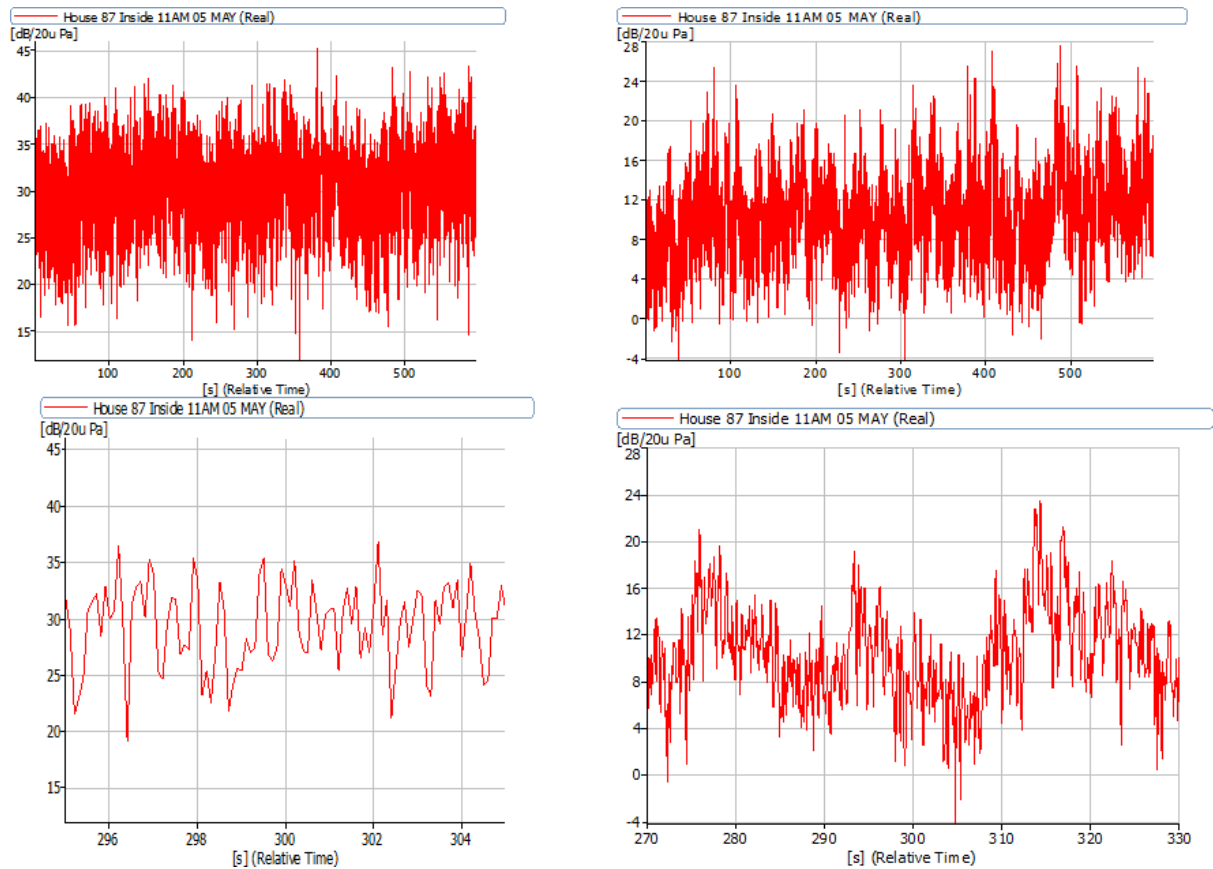 House 87 Inside 11AM 05 MAY (Real)
[dB/20u Pa]
45
40
35
30
25
20
15
100 200 300 400 500
[s] (Relative Time)
House 87 Inside 11AM 05 MAY (Real)
[dB/20u Pa]
28
24
20
16
12
8
4
0
-4
100 200 300 400 500
[s] (Relative Time)
House 87 Inside 11AM 05 MAY (Real)
[dB/20u Pa]
45
40
35
30
25
20
15
296 298 300 302 304
[s] (Relative Time)
House 87 Inside 11AM 05 MAY (Real)
[dB/20u Pa]
28
24
20
16
12
8
4
0
-4
270 280 290 300 310 320 330
[s] (Relative Time)